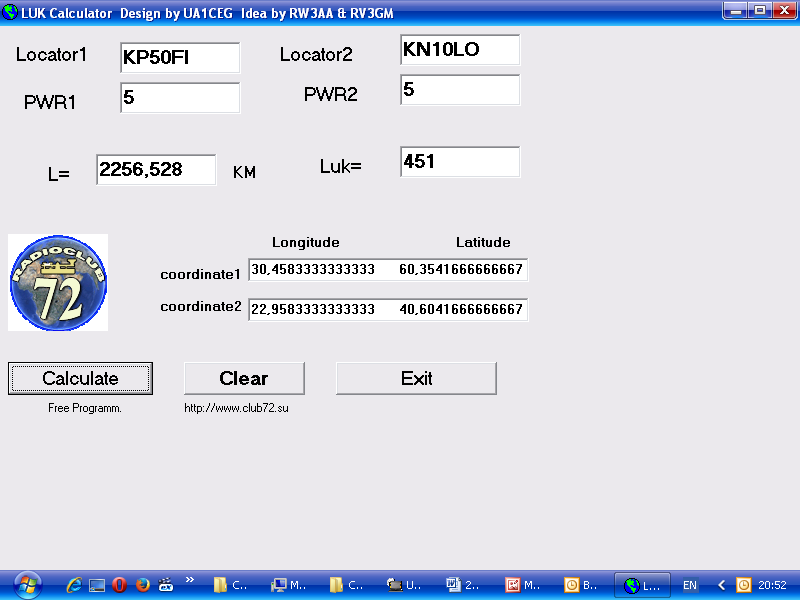 LUK Calculator Design by UA1CEG Idea by RW3AA & RV3GM
Locator1 KP50FI Locator2 KN10LO
PWR1 5 PWR2 5
L= 2256,528 KM Luk= 451
Longitude Latitude
coordinate1 30,4583333333333 60,3541666666667
coordinate2 22,9583333333333 40,6041666666667
RADIOCLUB
72
Calculate Clear Exit
Free Programm. http://www.club72.su
C.. M.. C.. U.. 2.. M.. B.. L... EN 20:52